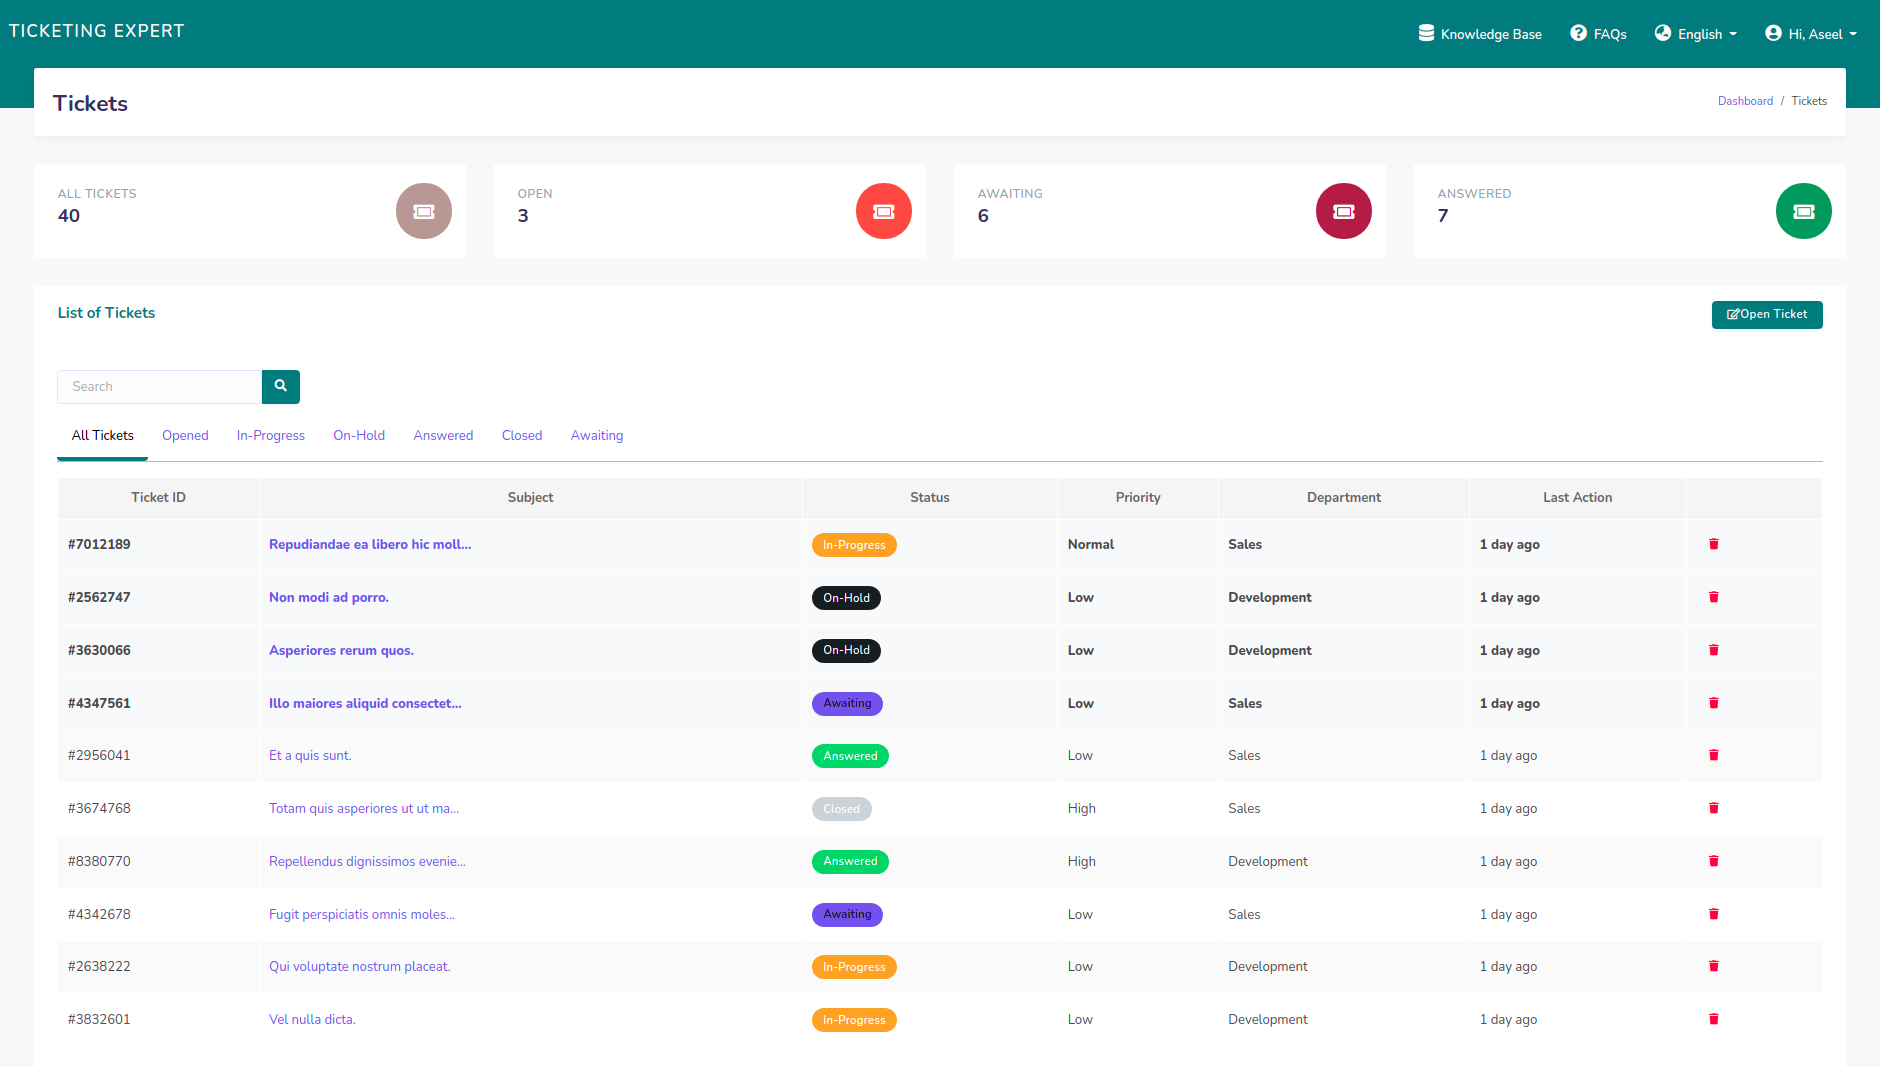 TICKETING EXPERT
Knowledge Base FAQs English Hi, Aseel
Tickets
Dashboard / Tickets
ALL TICKETS
40
OPEN
3
AWAITING
6
ANSWERED
7
List of Tickets
Open Ticket
Search
All Tickets Opened In-Progress On-Hold Answered Closed Awaiting
Ticket ID Subject Status Priority Department Last Action
#7012189 Repudiandae ea libero hic moll... In-Progress Normal Sales 1 day ago
#2562747 Non modi ad porro. On-Hold Low Development 1 day ago
#3630066 Asperiores rerum quos. On-Hold Low Development 1 day ago
#4347561 Illo maiores aliquid consectet... Awaiting Low Sales 1 day ago
#2956041 Et a quis sunt. Answered Low Sales 1 day ago
#3674768 Totam quis asperiores ut ut ma... Closed High Sales 1 day ago
#8380770 Repellendus dignissimos evenie... Answered High Development 1 day ago
#4342678 Fugit perspiciatis omnis moles... Awaiting Low Sales 1 day ago
#2638222 Qui voluptate nostrum placeat. In-Progress Low Development 1 day ago
#3832601 Vel nulla dicta. In-Progress Low Development 1 day ago